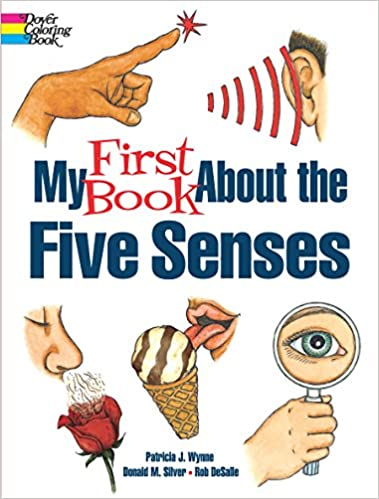 Dover
Coloring
Book
My First Book About the
Five Senses
Patricia J. Wynne
Donald M. Silver • Rob DeSalle